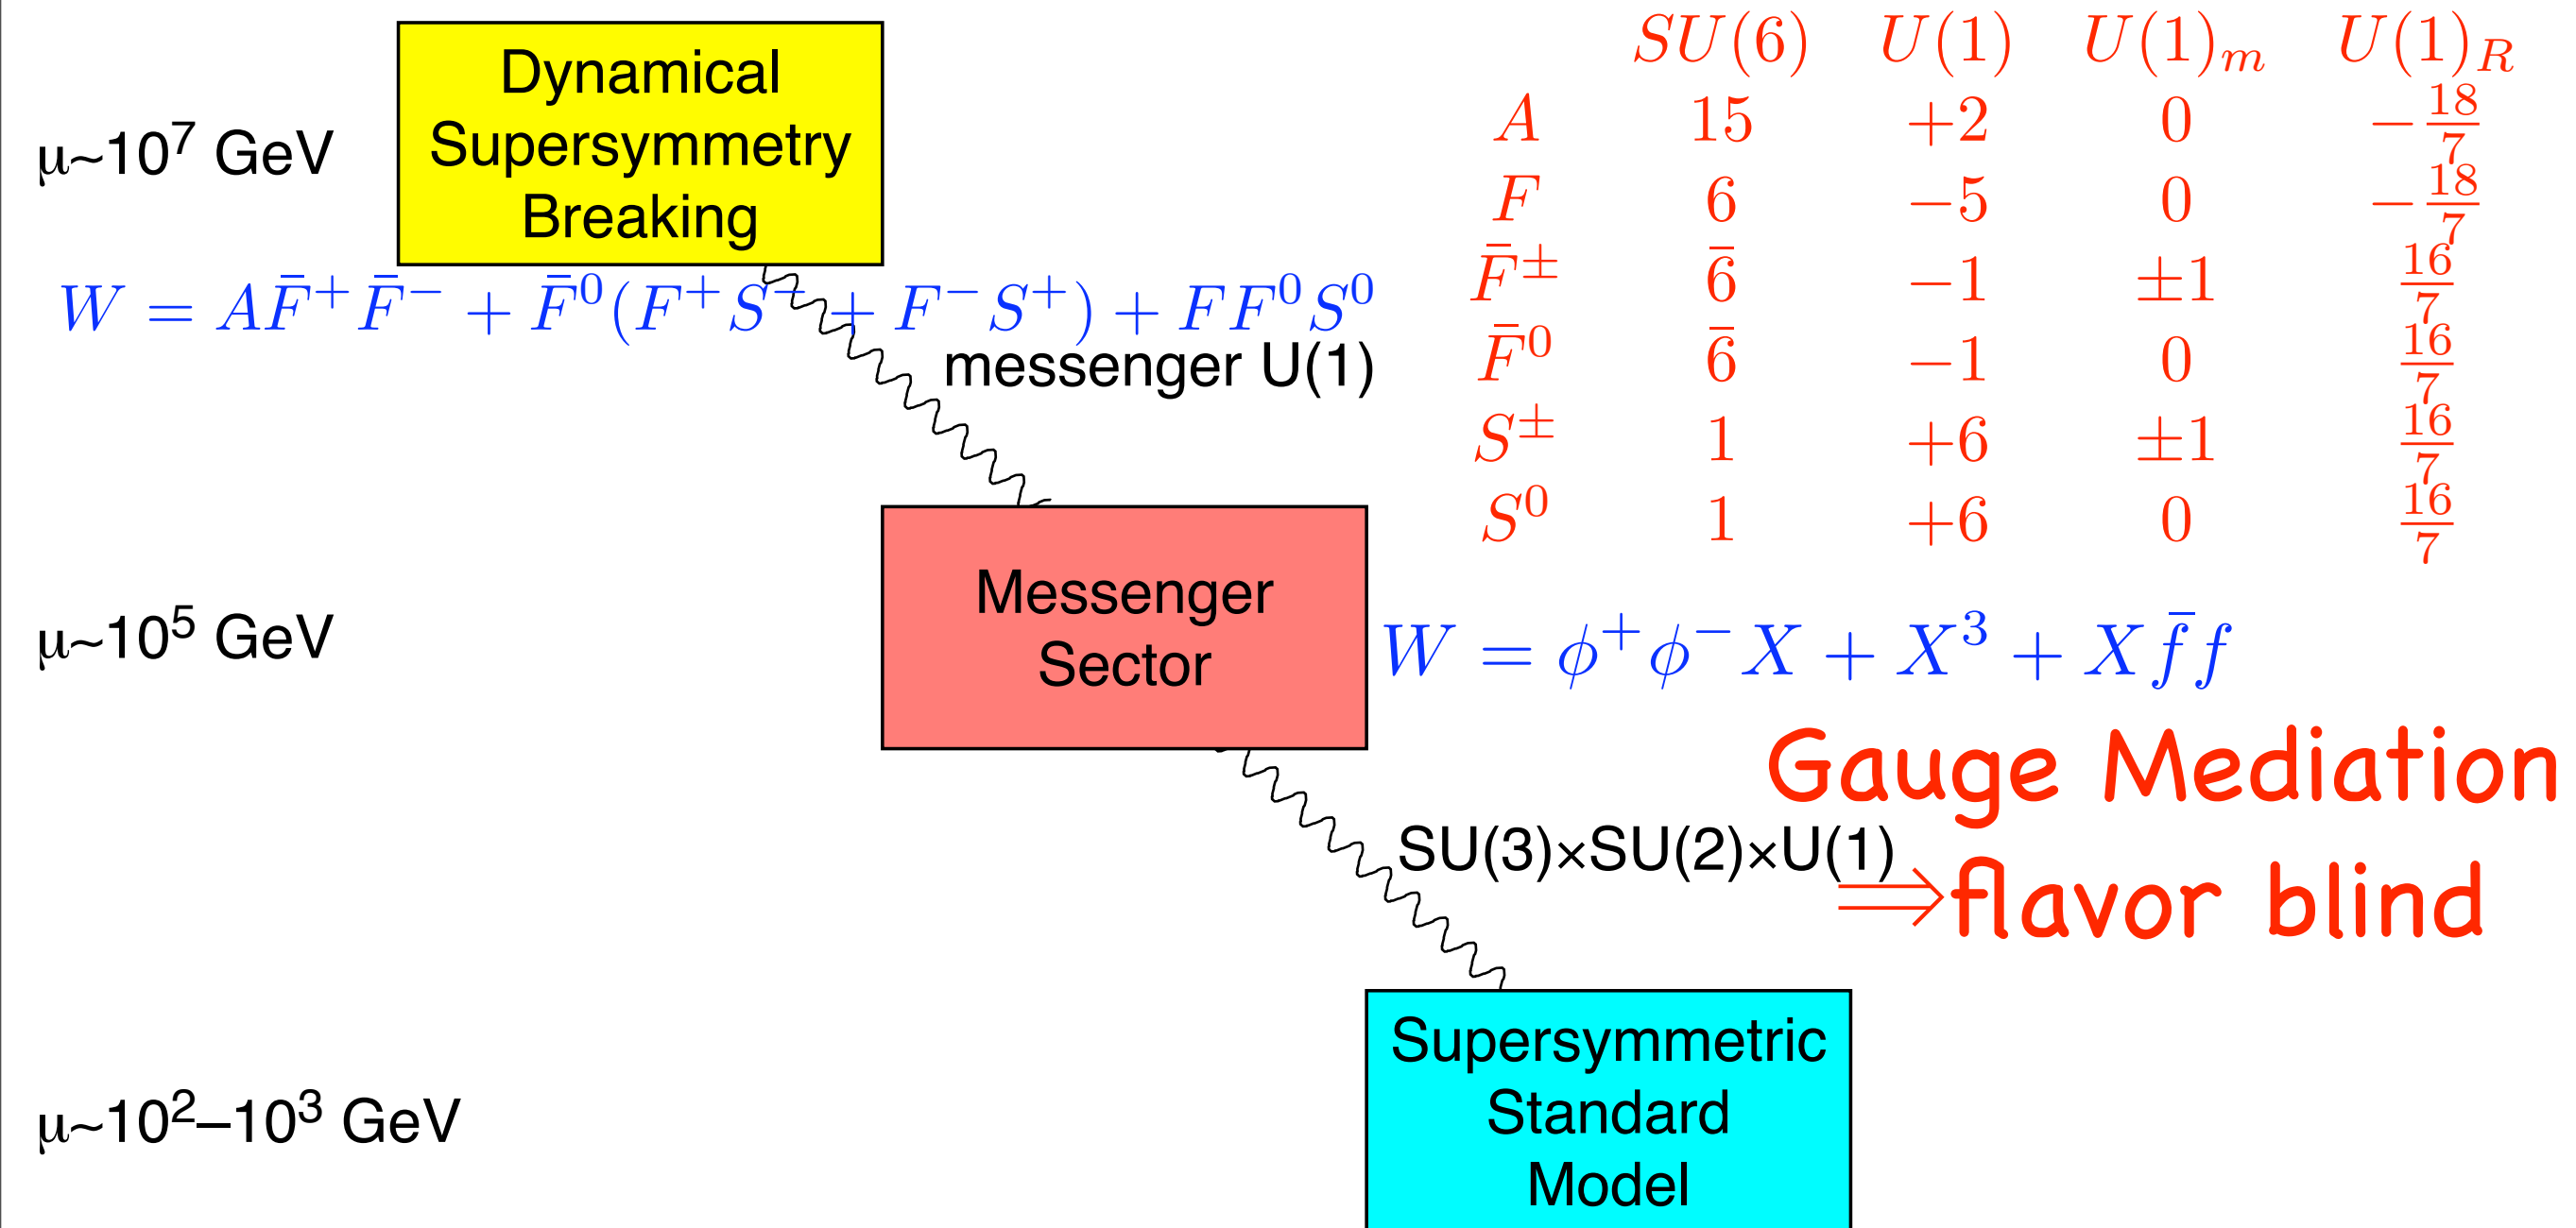 Dynamical
Supersymmetry
Breaking
μ~10⁷ GeV
W = AF̄⁺F̄⁻ + F̄⁰(F⁺S⁻ + F⁻S⁺) + FF⁰S⁰
messenger U(1)
SU(6) U(1) U(1)ₘ U(1)_R
A 15 +2 0 −18/7
F 6 −5 0 −18/7
F̄^± 6̄ −1 ±1 16/7
F̄⁰ 6̄ −1 0 16/7
S^± 1 +6 ±1 16/7
S⁰ 1 +6 0 16/7
μ~10⁵ GeV
Messenger
Sector
W = ϕ⁺ϕ⁻X + X³ + Xf̄f
Gauge Mediation
SU(3)×SU(2)×U(1)
⟹flavor blind
μ~10²–10³ GeV
Supersymmetric
Standard
Model